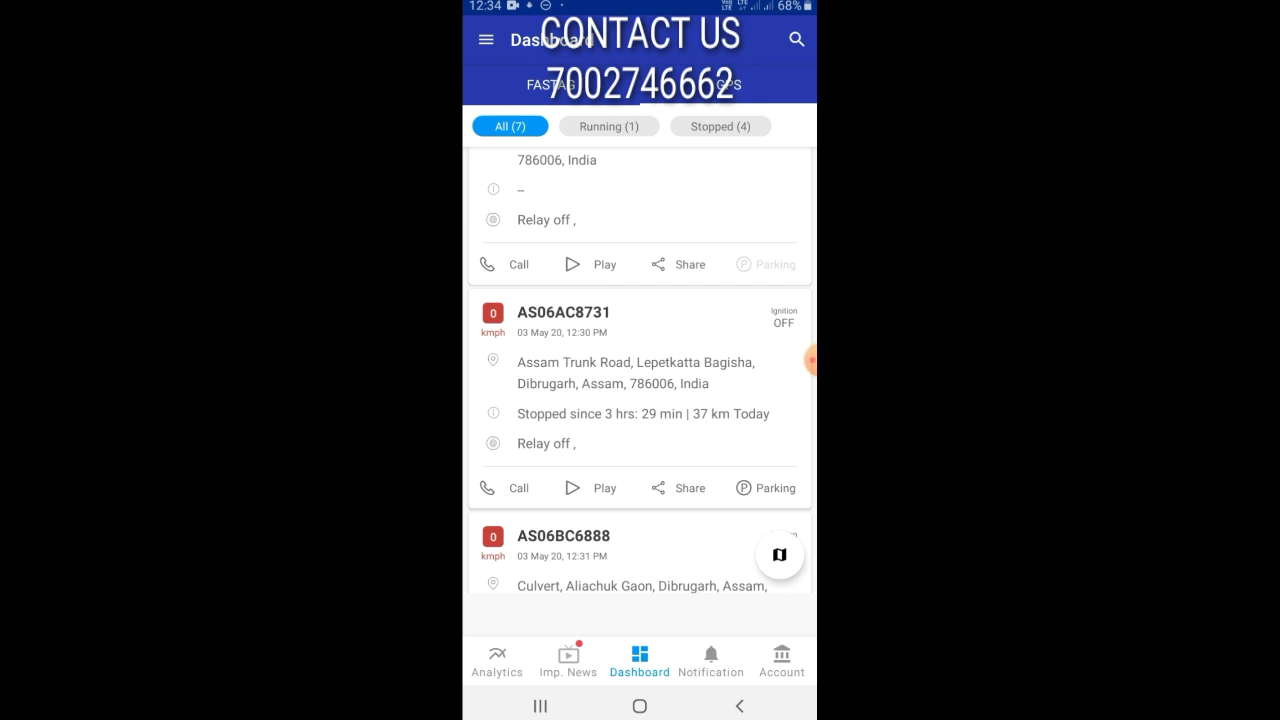 12:34
68%
CONTACT US
Dashboard
7002746662
FASTAG
GPS
All (7)
Running (1)
Stopped (4)
786006, India
--
Relay off ,
Call
Play
Share
Parking
0
AS06AC8731
Ignition
kmph
03 May 20, 12:30 PM
OFF
Assam Trunk Road, Lepetkatta Bagisha,
Dibrugarh, Assam, 786006, India
Stopped since 3 hrs: 29 min | 37 km Today
Relay off ,
Call
Play
Share
Parking
0
AS06BC6888
kmph
03 May 20, 12:31 PM
Culvert, Aliachuk Gaon, Dibrugarh, Assam,
Analytics
Imp. News
Dashboard
Notification
Account